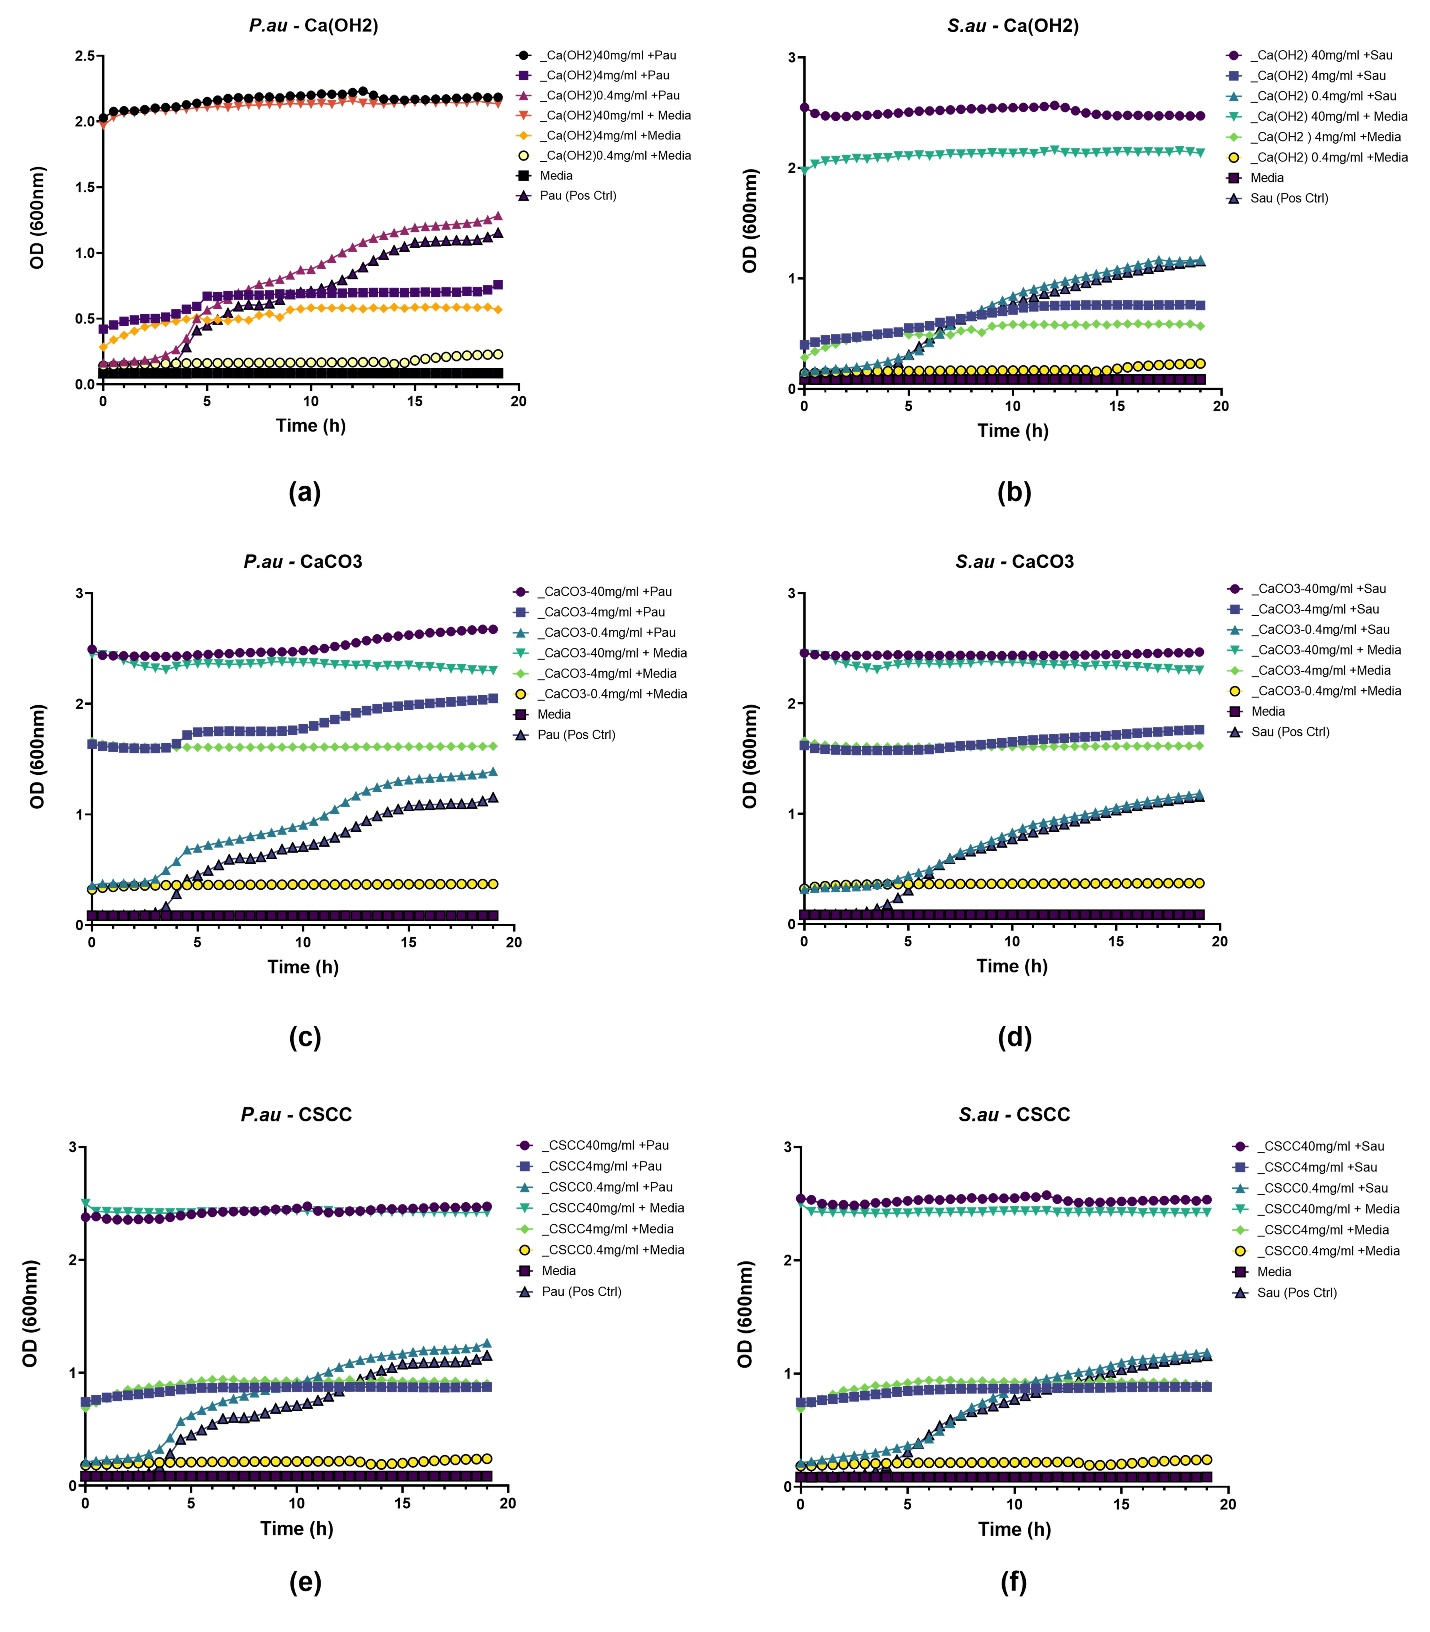 P.au - Ca(OH2)
2.5
2.0
1.5
1.0
0.5
0.0
0 5 10 15 20
OD (600nm)
Time (h)
_Ca(OH2)40mg/ml +Pau
_Ca(OH2)4mg/ml +Pau
_Ca(OH2)0.4mg/ml +Pau
_Ca(OH2)40mg/ml + Media
_Ca(OH2)4mg/ml +Media
_Ca(OH2)0.4mg/ml +Media
Media
Pau (Pos Ctrl)
(a)
S.au - Ca(OH2)
3
2
1
0
0 5 10 15 20
OD (600nm)
Time (h)
_Ca(OH2) 40mg/ml +Sau
_Ca(OH2) 4mg/ml +Sau
_Ca(OH2) 0.4mg/ml +Sau
_Ca(OH2) 40mg/ml + Media
_Ca(OH2 ) 4mg/ml +Media
_Ca(OH2) 0.4mg/ml +Media
Media
Sau (Pos Ctrl)
(b)
P.au - CaCO3
3
2
1
0
0 5 10 15 20
OD (600nm)
Time (h)
_CaCO3-40mg/ml +Pau
_CaCO3-4mg/ml +Pau
_CaCO3-0.4mg/ml +Pau
_CaCO3-40mg/ml + Media
_CaCO3-4mg/ml +Media
_CaCO3-0.4mg/ml +Media
Media
Pau (Pos Ctrl)
(c)
S.au - CaCO3
3
2
1
0
0 5 10 15 20
OD (600nm)
Time (h)
_CaCO3-40mg/ml +Sau
_CaCO3-4mg/ml +Sau
_CaCO3-0.4mg/ml +Sau
_CaCO3-40mg/ml + Media
_CaCO3-4mg/ml +Media
_CaCO3-0.4mg/ml +Media
Media
Sau (Pos Ctrl)
(d)
P.au - CSCC
3
2
1
0
0 5 10 15 20
OD (600nm)
Time (h)
_CSCC40mg/ml +Pau
_CSCC4mg/ml +Pau
_CSCC0.4mg/ml +Pau
_CSCC40mg/ml + Media
_CSCC4mg/ml +Media
_CSCC0.4mg/ml +Media
Media
Pau (Pos Ctrl)
(e)
S.au - CSCC
3
2
1
0
0 5 10 15 20
OD (600nm)
Time (h)
_CSCC40mg/ml +Sau
_CSCC4mg/ml +Sau
_CSCC0.4mg/ml +Sau
_CSCC40mg/ml + Media
_CSCC4mg/ml +Media
_CSCC0.4mg/ml +Media
Media
Sau (Pos Ctrl)
(f)